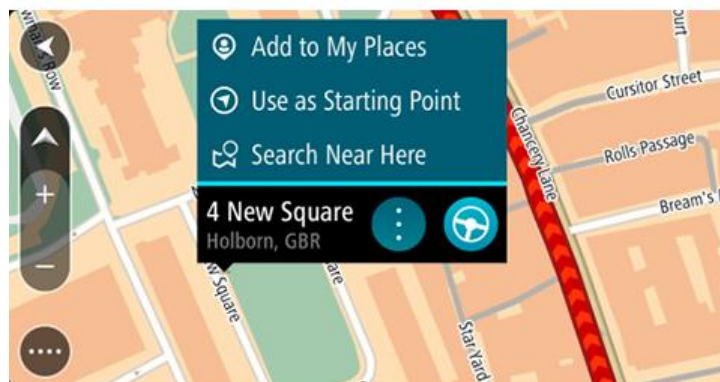 Add to My Places
Use as Starting Point
Search Near Here
4 New Square
Holborn, GBR
Row
Cursitor Street
Chancery Lane
Rolls Passage
Bream's
w Square
Star Yard